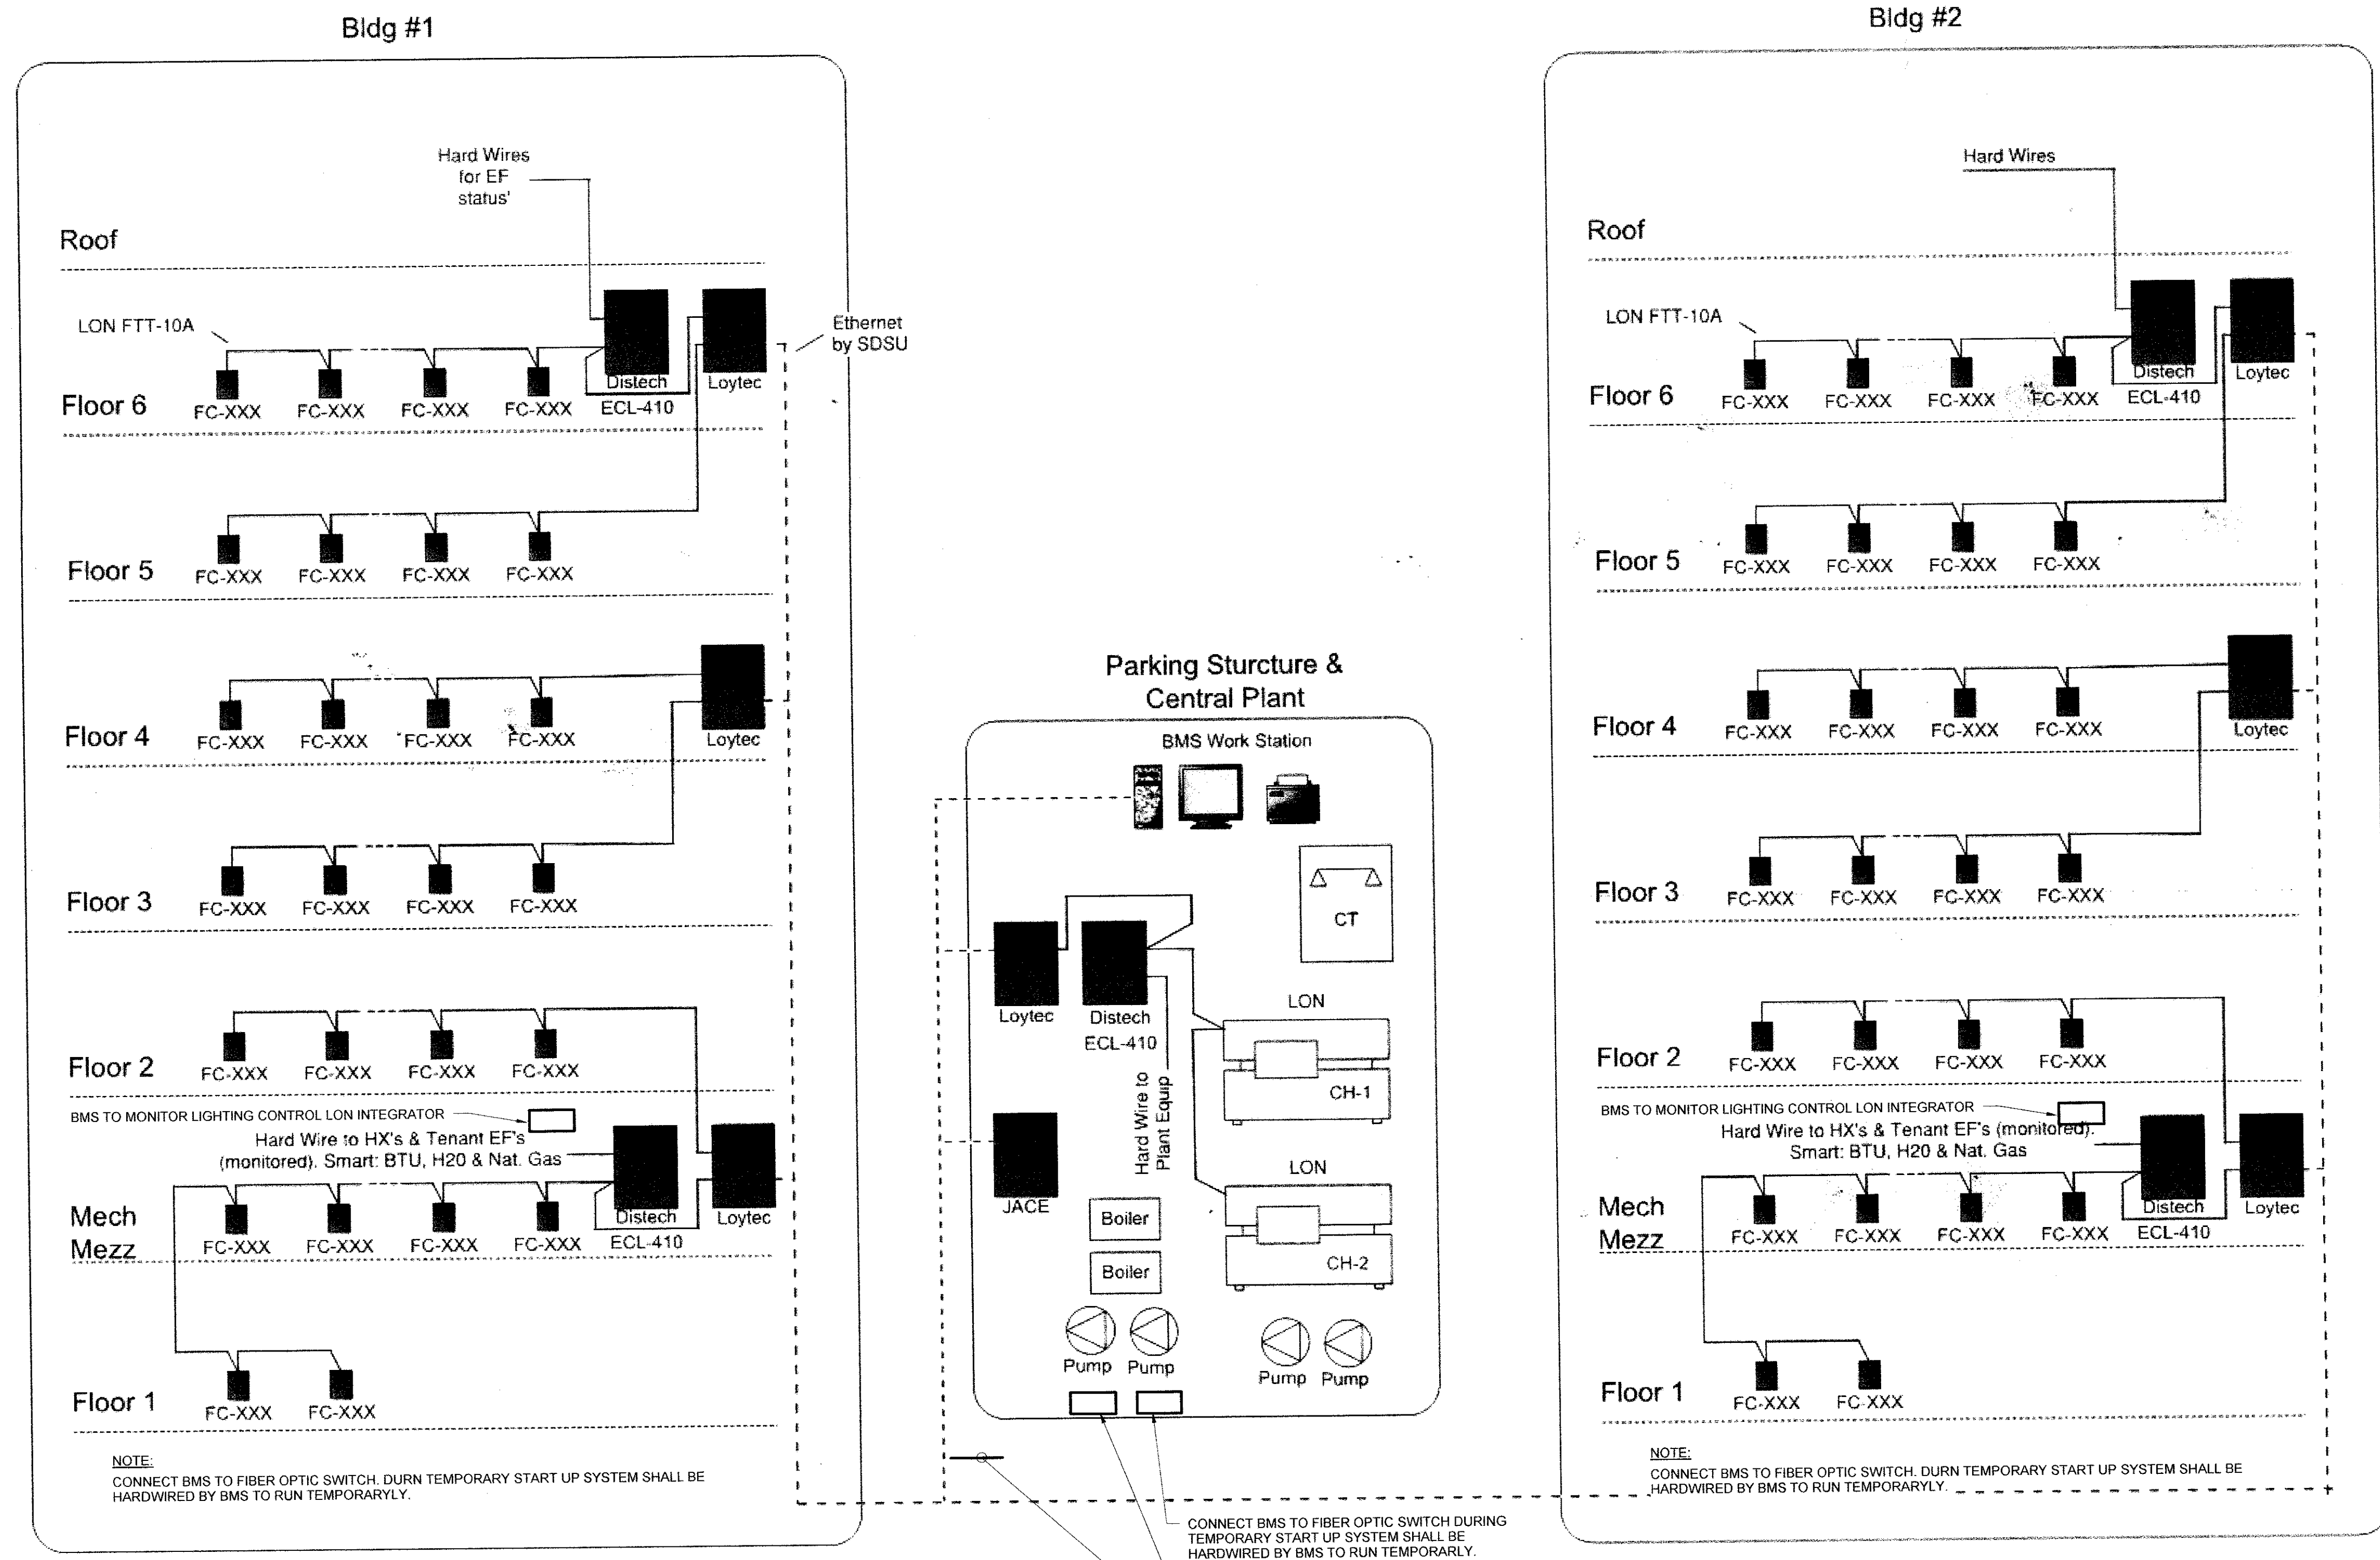 Bldg #1
Hard Wires
for EF
status'
Roof
LON FTT-10A
Ethernet
by SDSU
Distech
Loytec
Floor 6
FC-XXX FC-XXX FC-XXX FC-XXX ECL-410
Floor 5
FC-XXX FC-XXX FC-XXX FC-XXX
Floor 4
FC-XXX FC-XXX FC-XXX FC-XXX
Loytec
Floor 3
FC-XXX FC-XXX FC-XXX FC-XXX
Floor 2
FC-XXX FC-XXX FC-XXX FC-XXX
BMS TO MONITOR LIGHTING CONTROL LON INTEGRATOR
Hard Wire to HX's & Tenant EF's
(monitored). Smart: BTU, H20 & Nat. Gas
Mech
Mezz
Distech
Loytec
FC-XXX FC-XXX FC-XXX FC-XXX ECL-410
Floor 1
FC-XXX FC-XXX
NOTE:
CONNECT BMS TO FIBER OPTIC SWITCH. DURN TEMPORARY START UP SYSTEM SHALL BE
HARDWIRED BY BMS TO RUN TEMPORARYLY.
Parking Sturcture &
Central Plant
BMS Work Station
CT
Loytec
Distech
ECL-410
LON
CH-1
Hard Wire to
Plant Equip
LON
CH-2
JACE
Boiler
Boiler
Pump Pump
Pump Pump
CONNECT BMS TO FIBER OPTIC SWITCH DURING
TEMPORARY START UP SYSTEM SHALL BE
HARDWIRED BY BMS TO RUN TEMPORARLY.
Bldg #2
Hard Wires
Roof
LON FTT-10A
Distech
Loytec
Floor 6
FC-XXX FC-XXX FC-XXX FC-XXX ECL-410
Floor 5
FC-XXX FC-XXX FC-XXX FC-XXX
Floor 4
FC-XXX FC-XXX FC-XXX FC-XXX
Loytec
Floor 3
FC-XXX FC-XXX FC-XXX FC-XXX
Floor 2
FC-XXX FC-XXX FC-XXX FC-XXX
BMS TO MONITOR LIGHTING CONTROL LON INTEGRATOR
Hard Wire to HX's & Tenant EF's (monitored).
Smart: BTU, H20 & Nat. Gas
Mech
Mezz
Distech
Loytec
FC-XXX FC-XXX FC-XXX FC-XXX ECL-410
Floor 1
FC-XXX FC-XXX
NOTE:
CONNECT BMS TO FIBER OPTIC SWITCH. DURN TEMPORARY START UP SYSTEM SHALL BE
HARDWIRED BY BMS TO RUN TEMPORARYLY.